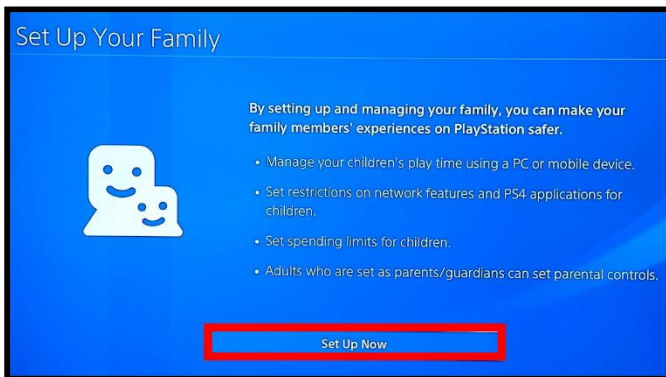 Set Up Your Family
By setting up and managing your family, you can make your
family members' experiences on PlayStation safer.
• Manage your children's play time using a PC or mobile device.
• Set restrictions on network features and PS4 applications for
children.
• Set spending limits for children.
• Adults who are set as parents/guardians can set parental controls.
Set Up Now